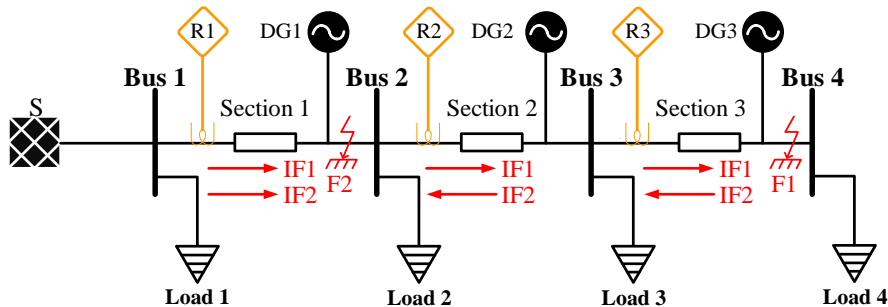 R1 DG1 R2 DG2 R3 DG3
Bus 1 Bus 2 Bus 3 Bus 4
S Section 1 Section 2 Section 3
IF1 IF1 IF1
IF2 F2 IF2 IF2 F1
Load 1 Load 2 Load 3 Load 4